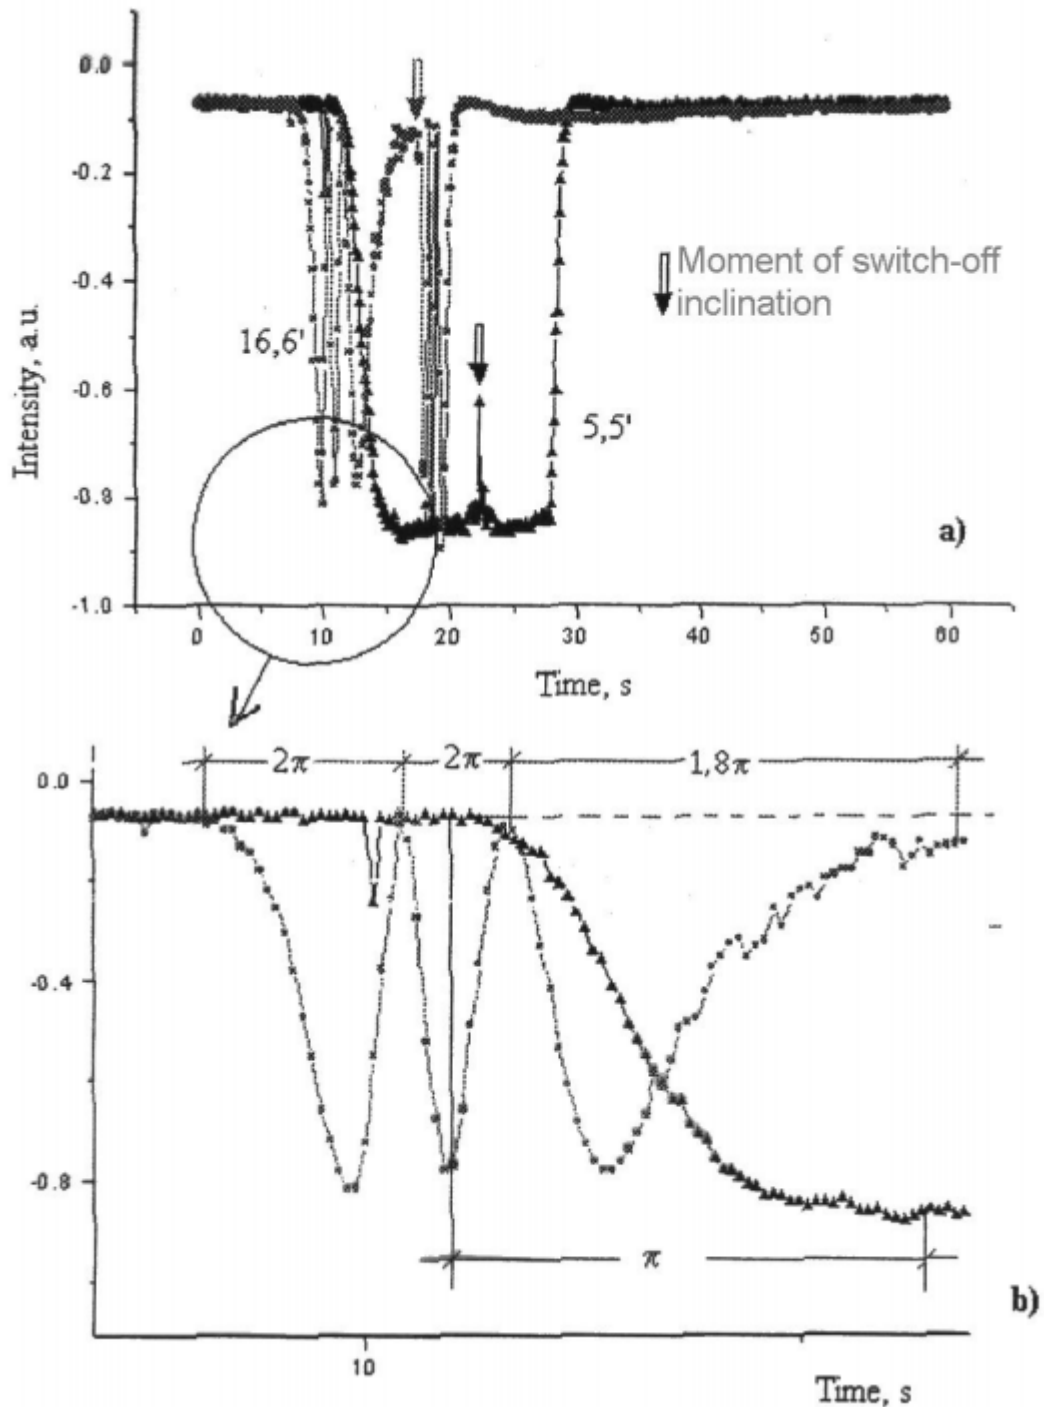 0.0
-0.2
-0.4
-0.6
-0.8
-1.0
Intensity, a.u.
16,6'
Moment of switch-off
inclination
5,5'
a)
0
10
20
30
40
50
60
Time, s
2π
2π
1,8π
0.0
-0.4
-0.8
π
b)
10
Time, s